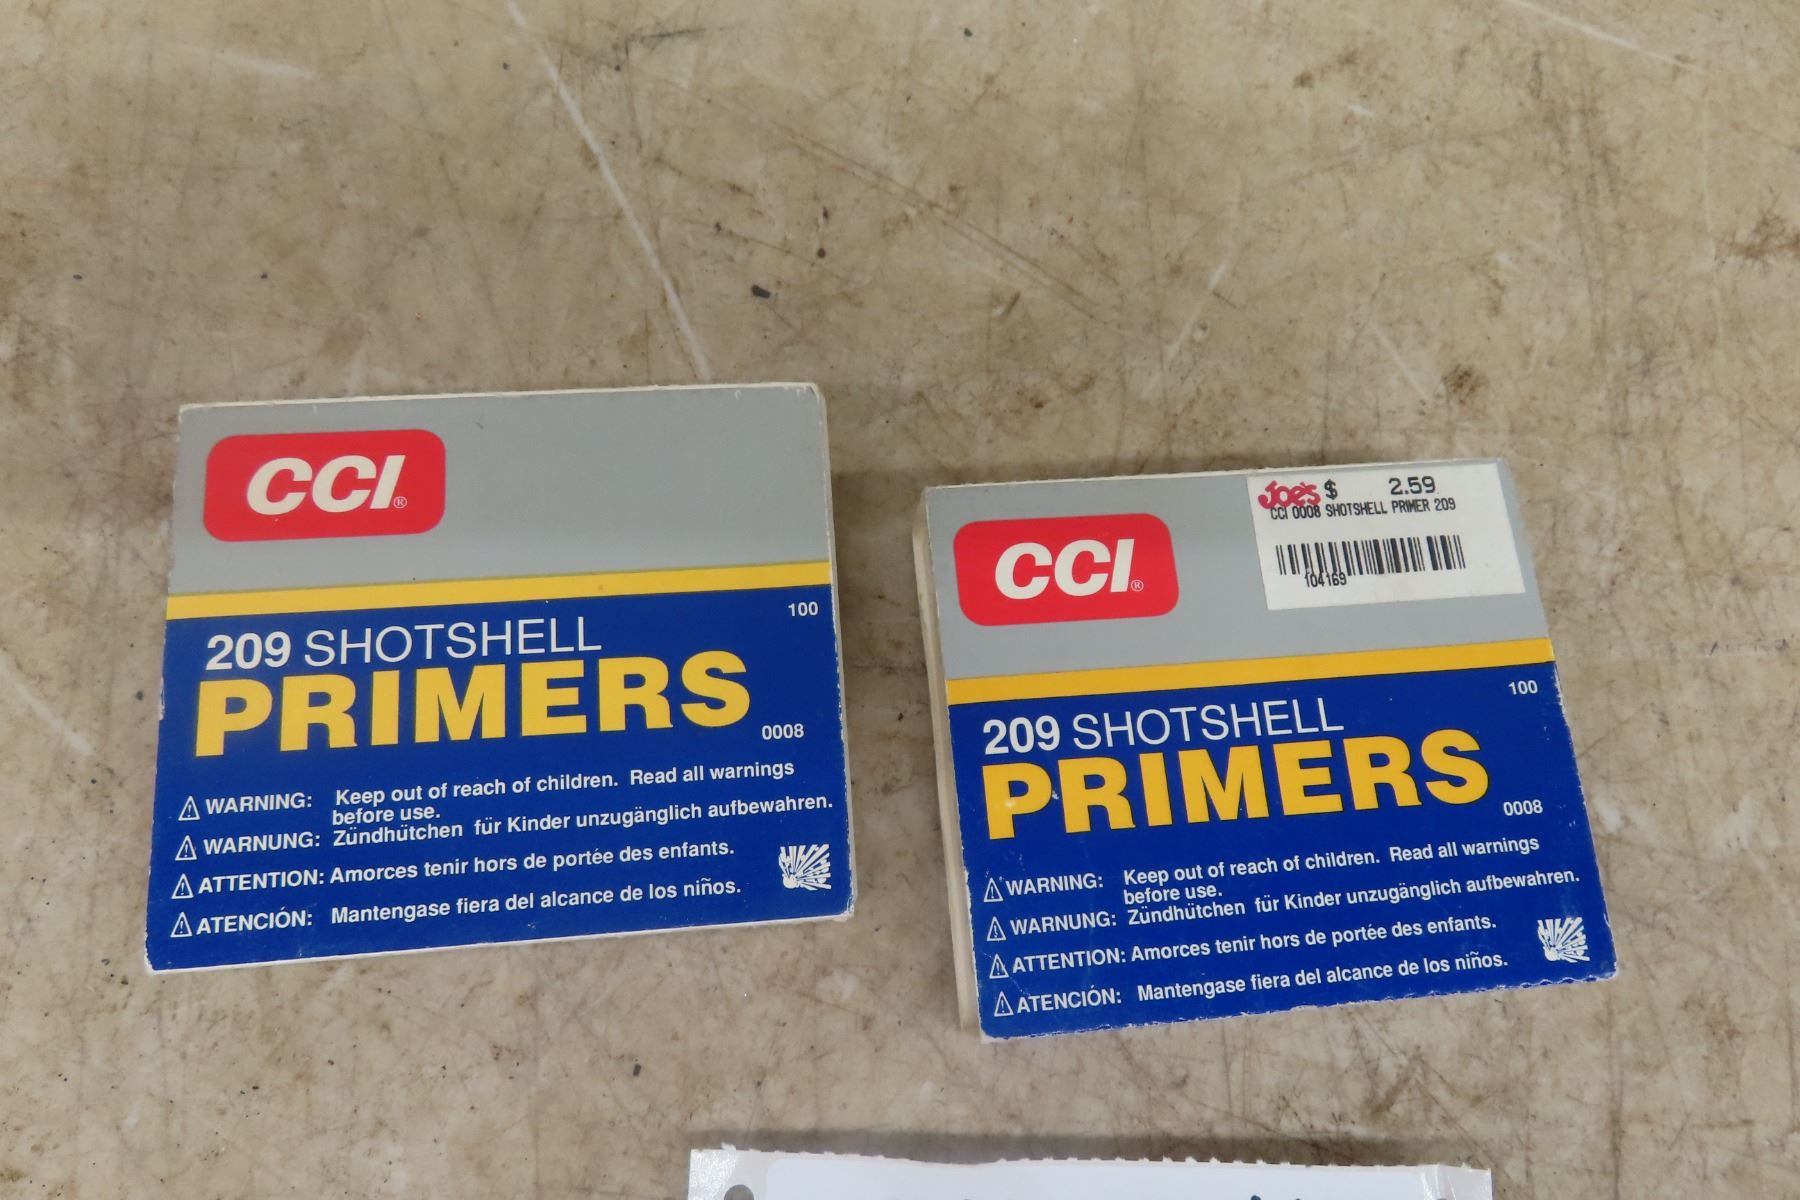 CCI®
100
209 SHOTSHELL
PRIMERS
0008
WARNING: Keep out of reach of children. Read all warnings
before use.
WARNUNG: Zündhütchen für Kinder unzugänglich aufbewahren.
ATTENTION: Amorces tenir hors de portée des enfants.
ATENCIÓN: Mantengase fiera del alcance de los niños.
Joe's $ 2.59
CCI 0008 SHOTSHELL PRIMER 209
104169
CCI®
100
209 SHOTSHELL
PRIMERS
0008
WARNING: Keep out of reach of children. Read all warnings
before use.
WARNUNG: Zündhütchen für Kinder unzugänglich aufbewahren.
ATTENTION: Amorces tenir hors de portée des enfants.
ATENCIÓN: Mantengase fiera del alcance de los niños.